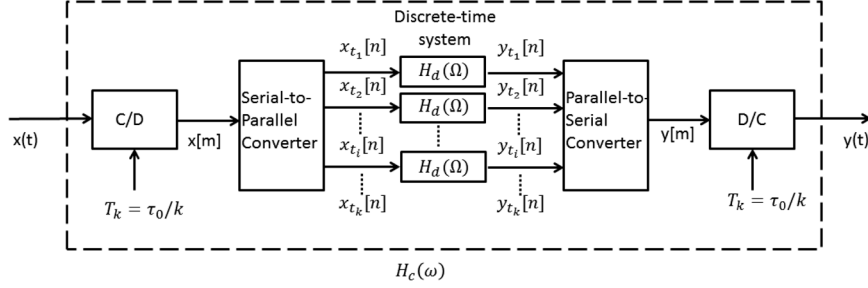 Discrete-time
system
x_{t_1}[n]
H_d(Ω)
y_{t_1}[n]
x_{t_2}[n]
H_d(Ω)
y_{t_2}[n]
x_{t_i}[n]
H_d(Ω)
y_{t_i}[n]
x_{t_k}[n]
y_{t_k}[n]
x(t)
C/D
x[m]
Serial-to-
Parallel
Converter
Parallel-to-
Serial
Converter
y[m]
D/C
y(t)
T_k = τ_0/k
T_k = τ_0/k
H_c(ω)